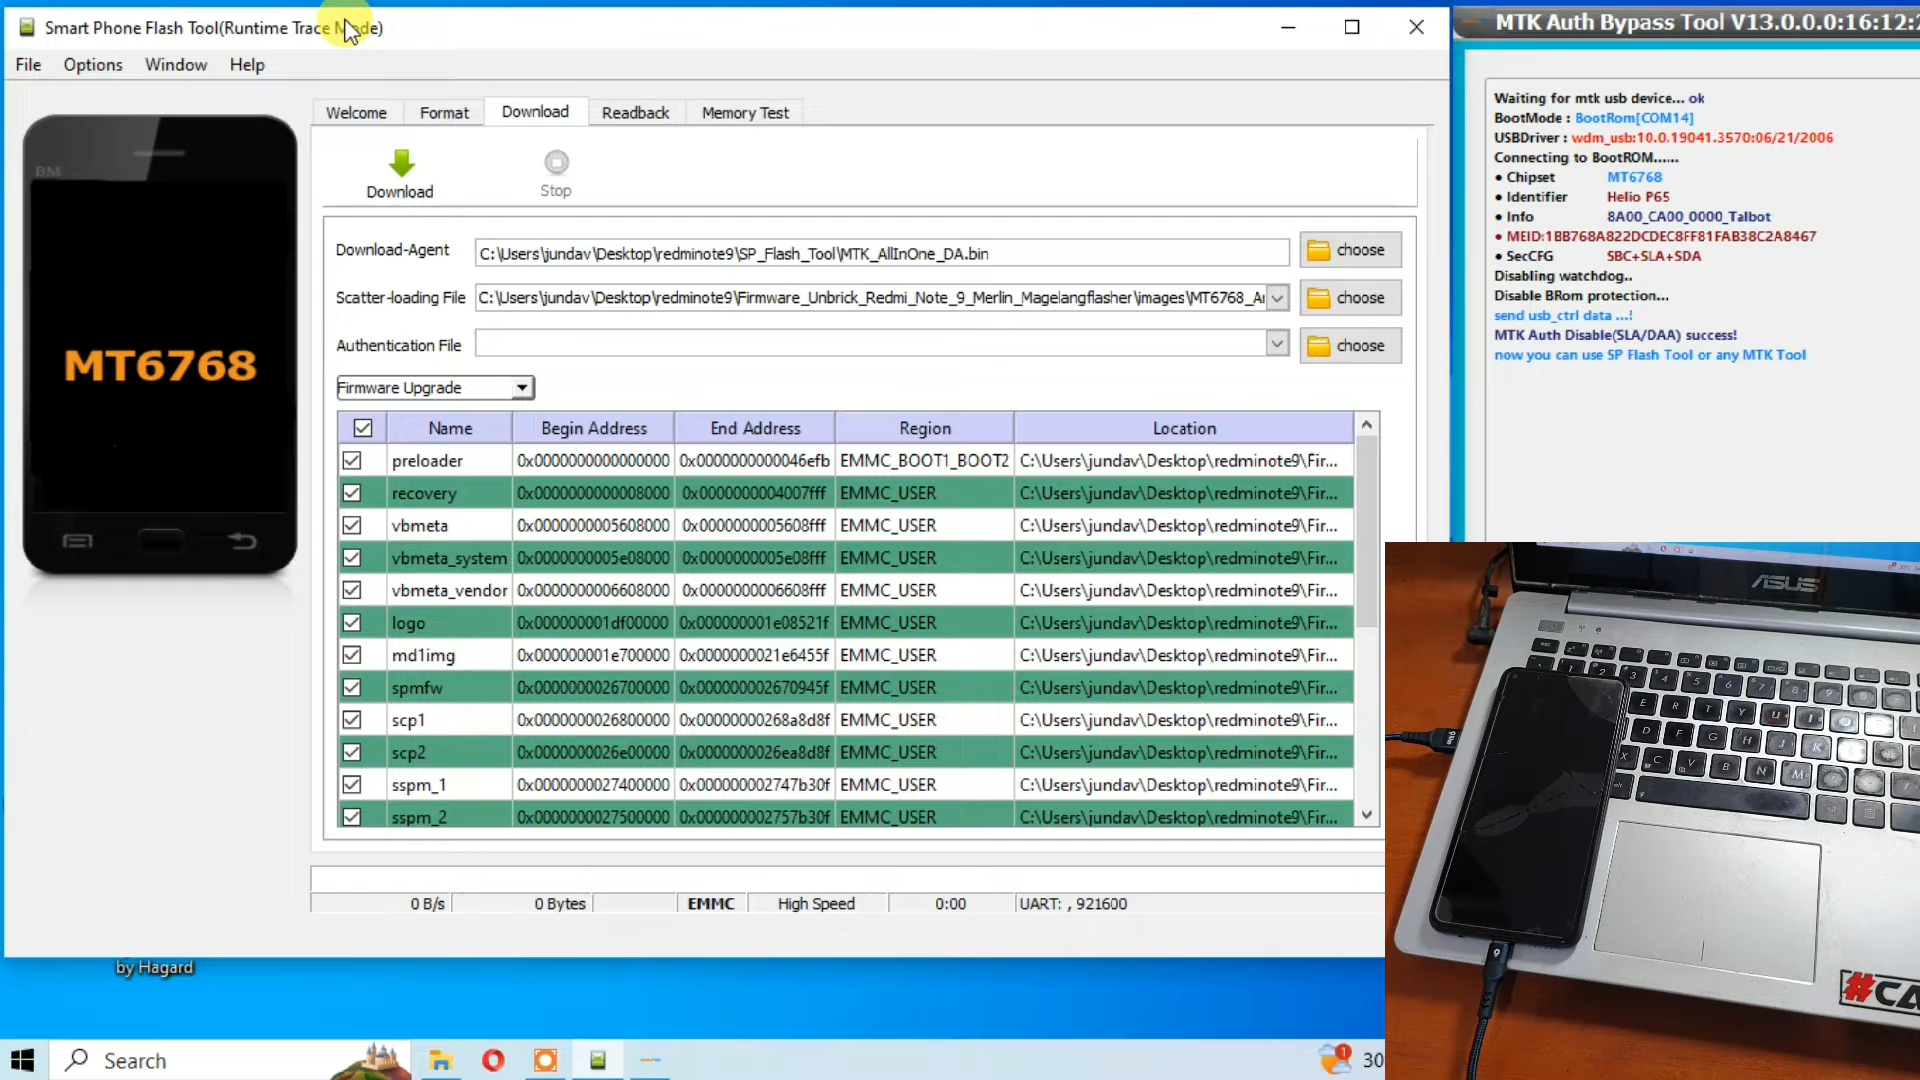 Smart Phone Flash Tool(Runtime Trace Mode)
File Options Window Help
Welcome Format Download Readback Memory Test
Download Stop
Download-Agent C:\Users\jundav\Desktop\redminote9\SP_Flash_Tool\MTK_AllInOne_DA.bin choose
Scatter-loading File C:\Users\jundav\Desktop\redminote9\Firmware_Unbrick_Redmi_Note_9_Merlin_Magelangflasher\images\MT6768_A choose
Authentication File choose
Firmware Upgrade
Name Begin Address End Address Region Location
preloader 0x0000000000000000 0x0000000000046efb EMMC_BOOT1_BOOT2 C:\Users\jundav\Desktop\redminote9\Fir...
recovery 0x0000000000008000 0x0000000004007fff EMMC_USER C:\Users\jundav\Desktop\redminote9\Fir...
vbmeta 0x0000000005608000 0x0000000005608fff EMMC_USER C:\Users\jundav\Desktop\redminote9\Fir...
vbmeta_system 0x0000000005e08000 0x0000000005e08fff EMMC_USER C:\Users\jundav\Desktop\redminote9\Fir...
vbmeta_vendor 0x0000000006608000 0x0000000006608fff EMMC_USER C:\Users\jundav\Desktop\redminote9\Fir...
logo 0x000000001df00000 0x000000001e08521f EMMC_USER C:\Users\jundav\Desktop\redminote9\Fir...
md1img 0x000000001e700000 0x0000000021e6455f EMMC_USER C:\Users\jundav\Desktop\redminote9\Fir...
spmfw 0x0000000026700000 0x000000002670945f EMMC_USER C:\Users\jundav\Desktop\redminote9\Fir...
scp1 0x0000000026800000 0x00000000268a8d8f EMMC_USER C:\Users\jundav\Desktop\redminote9\Fir...
scp2 0x0000000026e00000 0x0000000026ea8d8f EMMC_USER C:\Users\jundav\Desktop\redminote9\Fir...
sspm_1 0x0000000027400000 0x000000002747b30f EMMC_USER C:\Users\jundav\Desktop\redminote9\Fir...
sspm_2 0x0000000027500000 0x000000002757b30f EMMC_USER C:\Users\jundav\Desktop\redminote9\Fir...
0 B/s 0 Bytes EMMC High Speed 0:00 UART: , 921600
BM
MT6768
by Hagard
Search
30
MTK Auth Bypass Tool V13.0.0.0:16:12:2
Waiting for mtk usb device... ok
BootMode : BootRom[COM14]
USBDriver : wdm_usb:10.0.19041.3570:06/21/2006
Connecting to BootROM......
• Chipset MT6768
• Identifier Helio P65
• Info 8A00_CA00_0000_Talbot
• MEID:1BB768A822DCDEC8FF81FAB38C2A8467
• SecCFG SBC+SLA+SDA
Disabling watchdog..
Disable BRom protection...
send usb_ctrl data ...!
MTK Auth Disable(SLA/DAA) success!
now you can use SP Flash Tool or any MTK Tool
ASUS
#CA